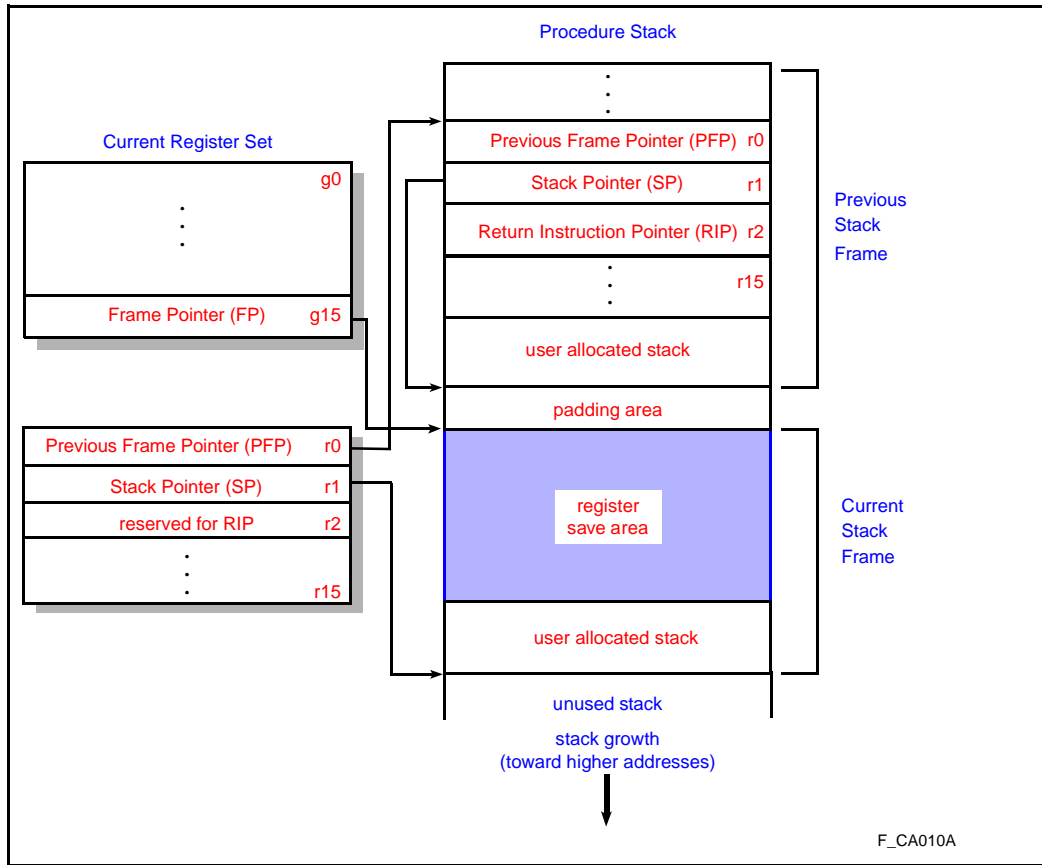 Procedure Stack
Current Register Set
g0
Frame Pointer (FP) g15
Previous Frame Pointer (PFP) r0
Stack Pointer (SP) r1
reserved for RIP r2
r15
Previous Frame Pointer (PFP) r0
Stack Pointer (SP) r1
Return Instruction Pointer (RIP) r2
r15
user allocated stack
padding area
register
save area
user allocated stack
unused stack
stack growth
(toward higher addresses)
Previous
Stack
Frame
Current
Stack
Frame
F_CA010A